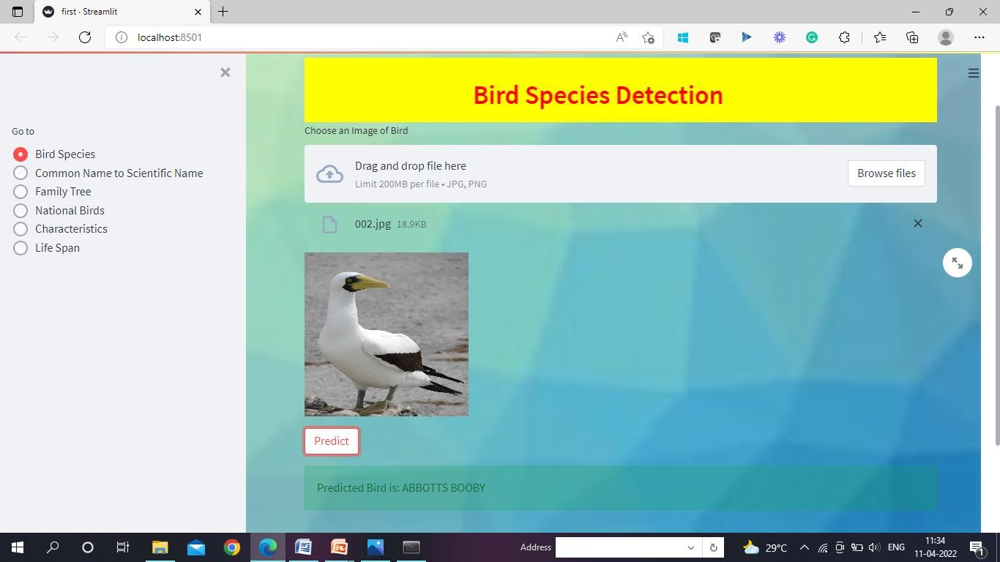 first · Streamlit
localhost:8501
Go to
Bird Species
Common Name to Scientific Name
Family Tree
National Birds
Characteristics
Life Span
Bird Species Detection
Choose an Image of Bird
Drag and drop file here
Limit 200MB per file • JPG, PNG
Browse files
002.jpg 18.9KB
Predict
Predicted Bird is: ABBOTTS BOOBY
Address
29°C
ENG
11:34
11-04-2022
1